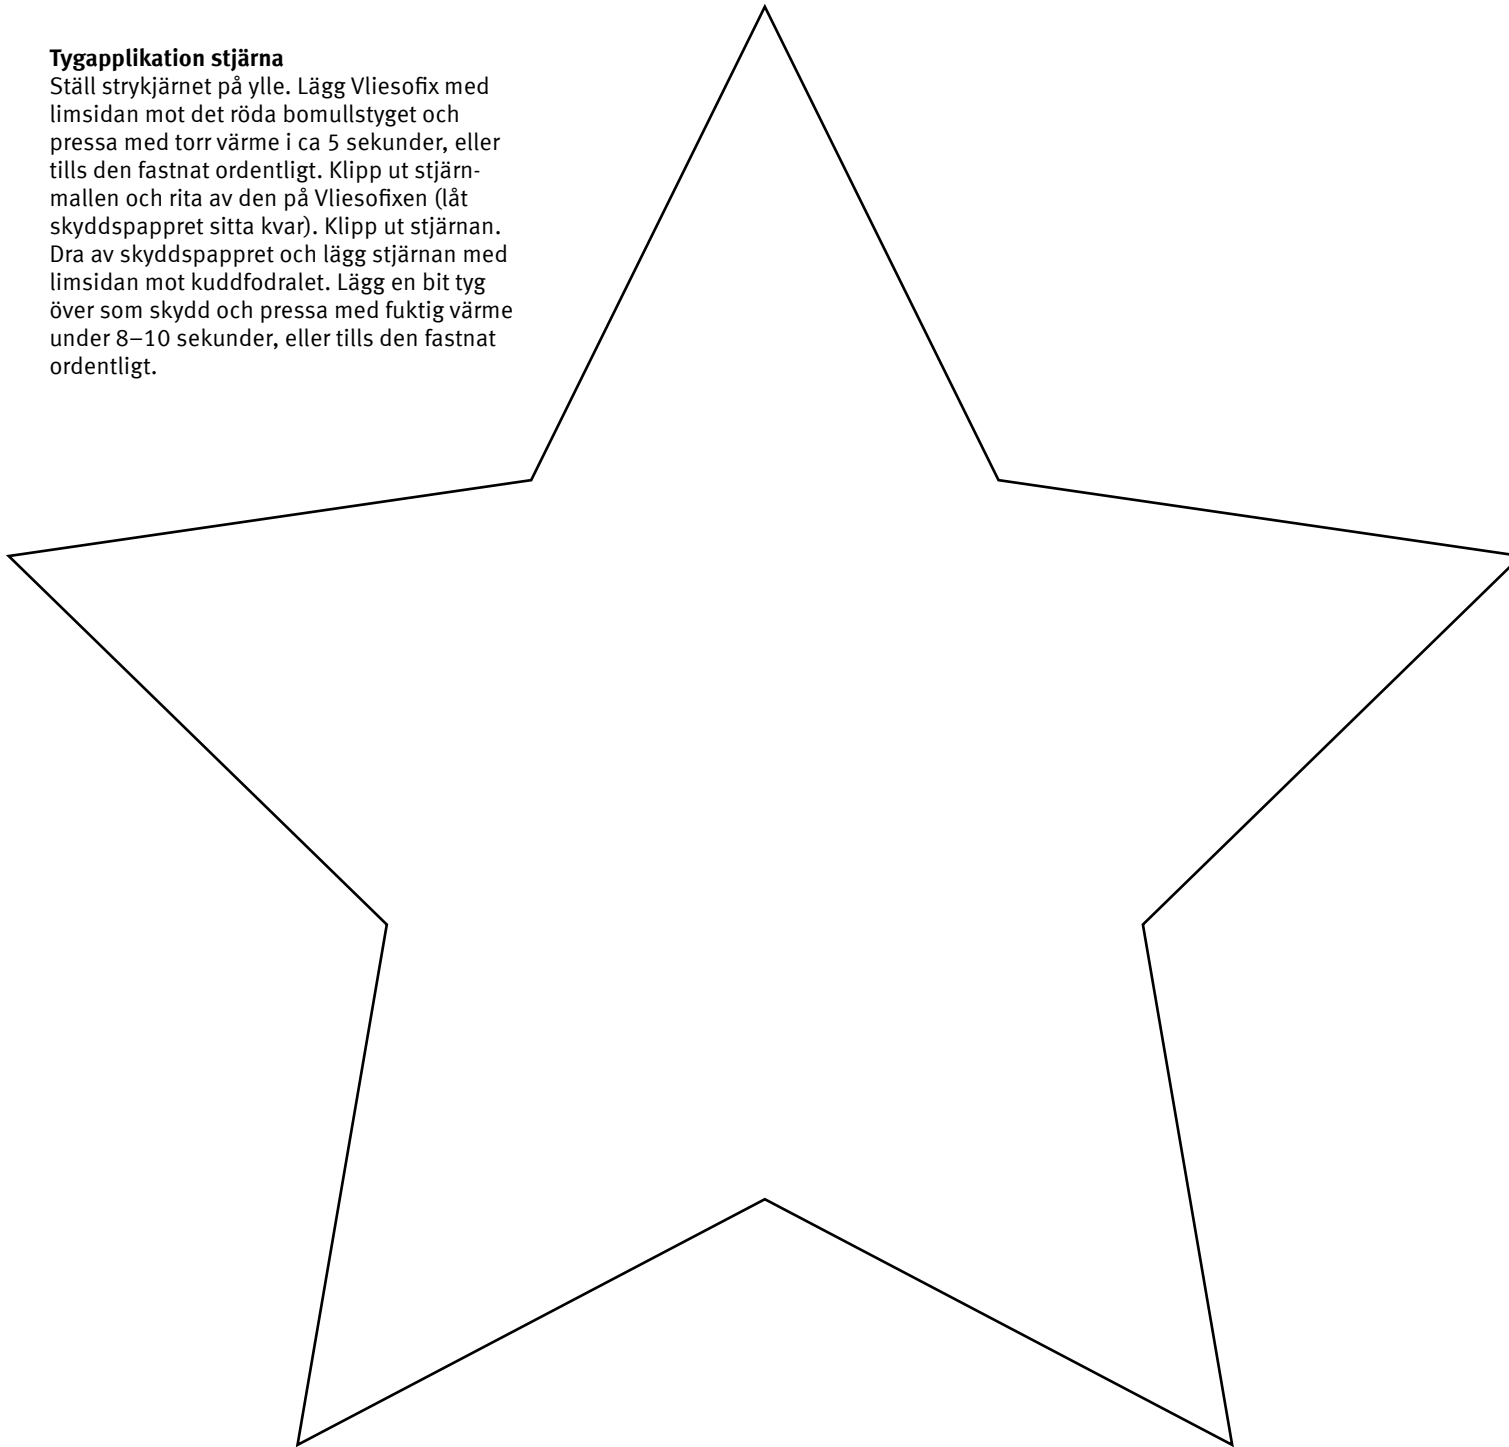 Tygapplikation stjärna
Ställ strykjärnet på ylle. Lägg Vliesofix med
limsidan mot det röda bomullstyget och
pressa med torr värme i ca 5 sekunder, eller
tills den fastnat ordentligt. Klipp ut stjärn-
mallen och rita av den på Vliesofixen (låt
skyddspappret sitta kvar). Klipp ut stjärnan.
Dra av skyddspappret och lägg stjärnan med
limsidan mot kuddfodralet. Lägg en bit tyg
över som skydd och pressa med fuktig värme
under 8–10 sekunder, eller tills den fastnat
ordentligt.